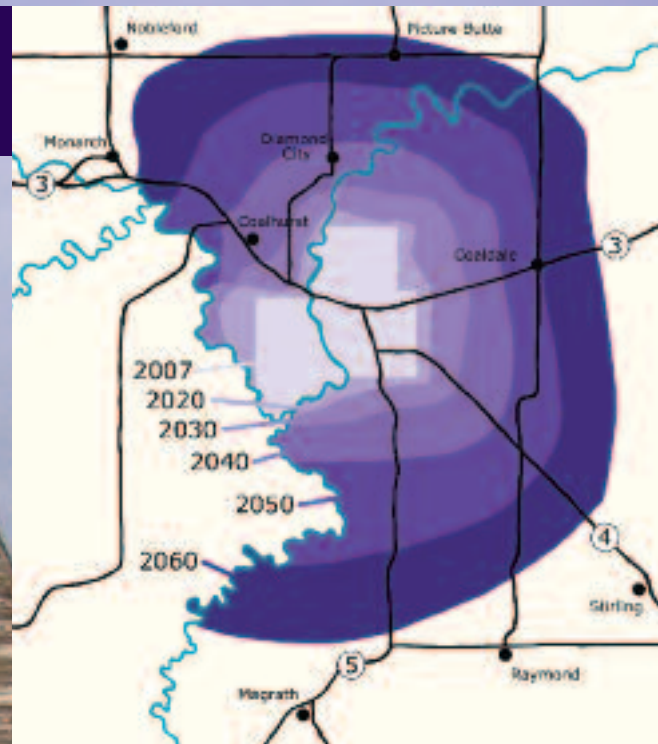 Nobleford
Picture Butte
Monarch
Diamond
City
3
Coalhurst
3
Coaldale
2007
2020
2030
2040
2050
2060
4
Stirling
5
Raymond
Magrath